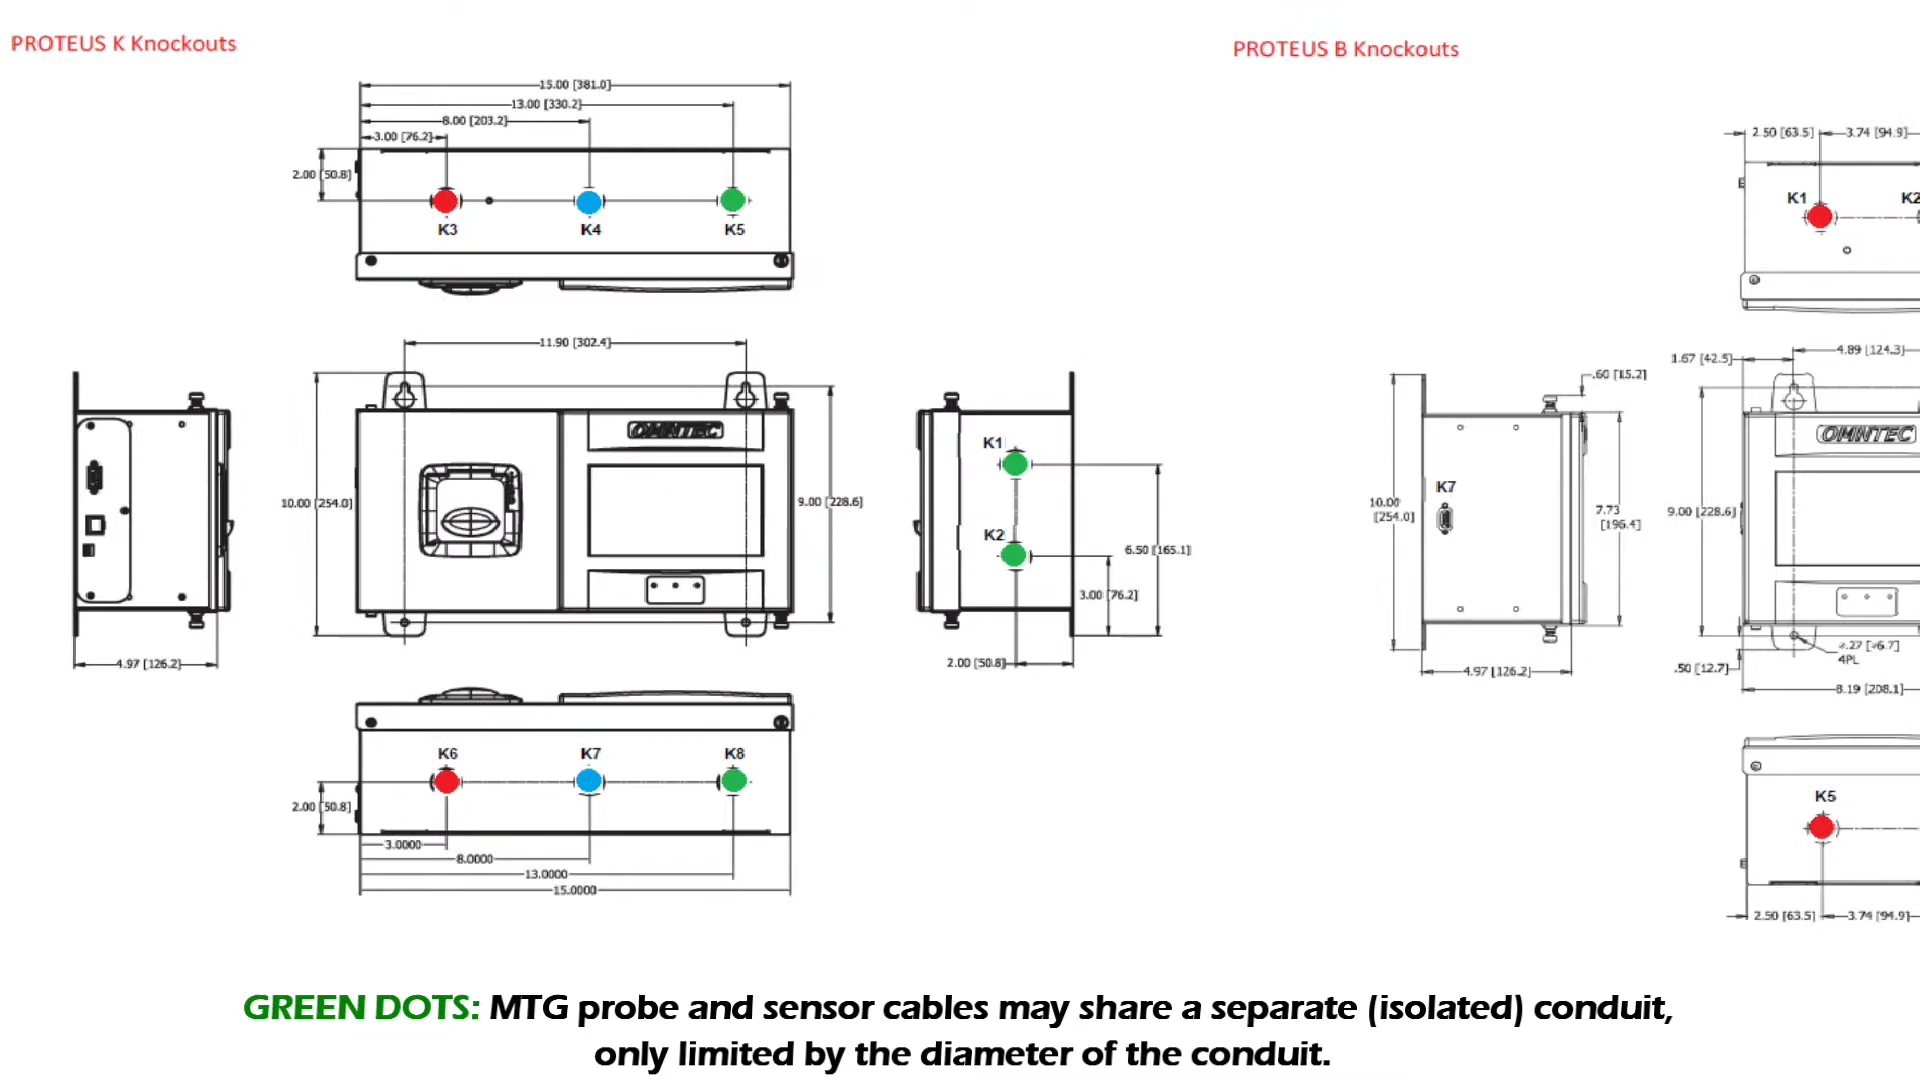 PROTEUS K Knockouts
PROTEUS B Knockouts
15.00 [381.0]
13.00 [330.2]
8.00 [203.2]
3.00 [76.2]
2.00 [50.8]
K3
K4
K5
2.50 [63.5]
3.74 [94.9]
K1
K2
11.90 [302.4]
10.00 [254.0]
OMNTEC
9.00 [228.6]
4.97 [126.2]
K1
K2
6.50 [165.1]
3.00 [76.2]
2.00 [50.8]
1.67 [42.5]
4.89 [124.3]
.60 [15.2]
10.00
[254.0]
K7
7.73
[196.4]
9.00 [228.6]
OMNTEC
4PL
.50 [12.7]
4.97 [126.2]
8.19 [208.1]
K6
K7
K8
2.00 [50.8]
3.0000
8.0000
13.0000
15.0000
K5
2.50 [63.5]
3.74 [94.9]
GREEN DOTS: MTG probe and sensor cables may share a separate (isolated) conduit,
only limited by the diameter of the conduit.